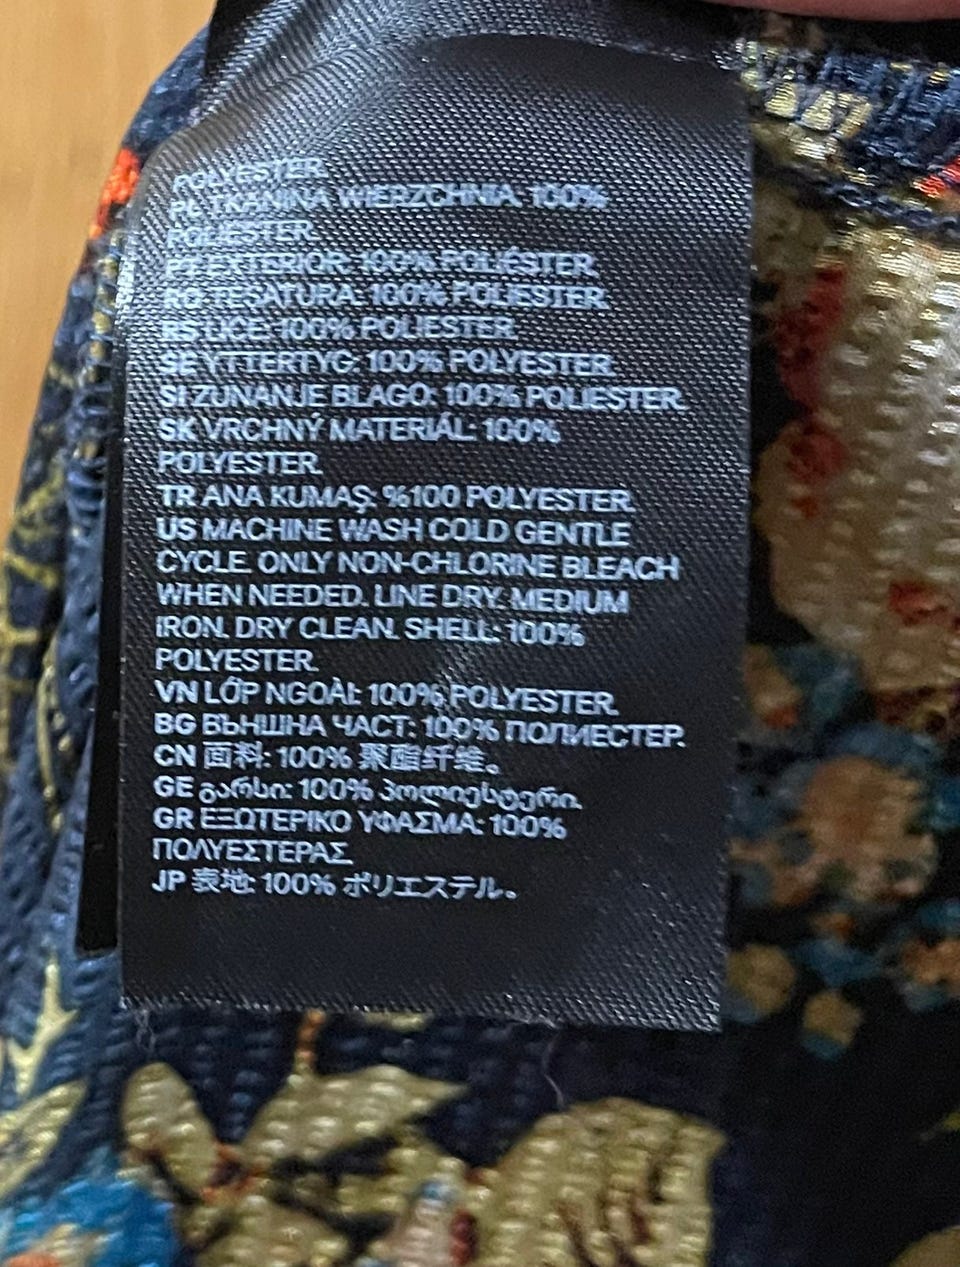 POLYESTER.
PL TKANINA WIERZCHNIA: 100%
POLIESTER.
PT EXTERIOR: 100% POLIÉSTER.
RO ȚESĂTURA: 100% POLIESTER.
RS LICE: 100% POLIESTER.
SE YTTERTYG: 100% POLYESTER.
SI ZUNANJE BLAGO: 100% POLIESTER.
SK VRCHNÝ MATERIÁL: 100%
POLYESTER.
TR ANA KUMAŞ: %100 POLYESTER.
US MACHINE WASH COLD GENTLE
CYCLE. ONLY NON-CHLORINE BLEACH
WHEN NEEDED. LINE DRY. MEDIUM
IRON. DRY CLEAN. SHELL: 100%
POLYESTER.
VN LỚP NGOÀI: 100% POLYESTER.
BG ВЪНШНА ЧАСТ: 100% ПОЛИЕСТЕР.
CN 面料: 100% 聚酯纤维。
GE გარსი: 100% პოლიესტერი.
GR ΕΞΩΤΕΡΙΚΟ ΥΦΑΣΜΑ: 100%
ΠΟΛΥΕΣΤΕΡΑΣ.
JP 表地: 100% ポリエステル。